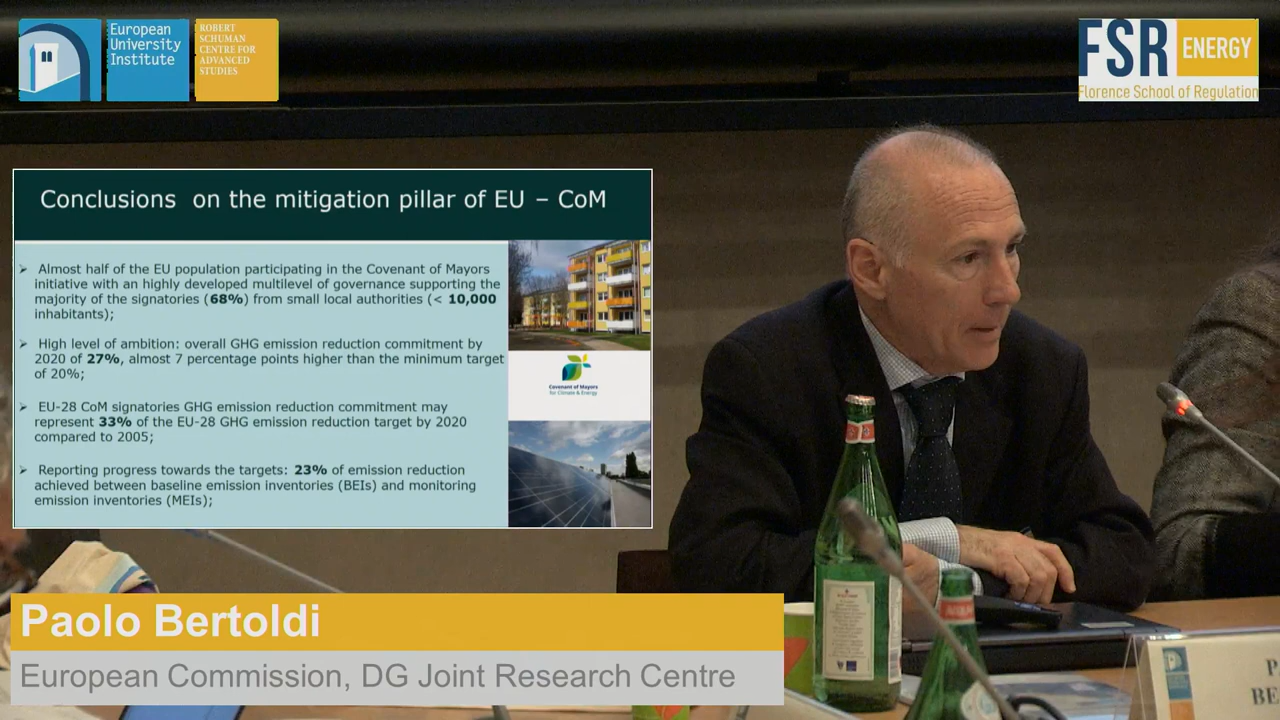 European
University
Institute
ROBERT
SCHUMAN
CENTRE FOR
ADVANCED
STUDIES
FSR ENERGY
Florence School of Regulation
Conclusions on the mitigation pillar of EU – CoM
➢ Almost half of the EU population participating in the Covenant of Mayors
initiative with an highly developed multilevel of governance supporting the
majority of the signatories (68%) from small local authorities (< 10,000
inhabitants);
➢ High level of ambition: overall GHG emission reduction commitment by
2020 of 27%, almost 7 percentage points higher than the minimum target
of 20%;
➢ EU-28 CoM signatories GHG emission reduction commitment may
represent 33% of the EU-28 GHG emission reduction target by 2020
compared to 2005;
➢ Reporting progress towards the targets: 23% of emission reduction
achieved between baseline emission inventories (BEIs) and monitoring
emission inventories (MEIs);
Covenant of Mayors
for Climate & Energy
Paolo Bertoldi
European Commission, DG Joint Research Centre
P
BE